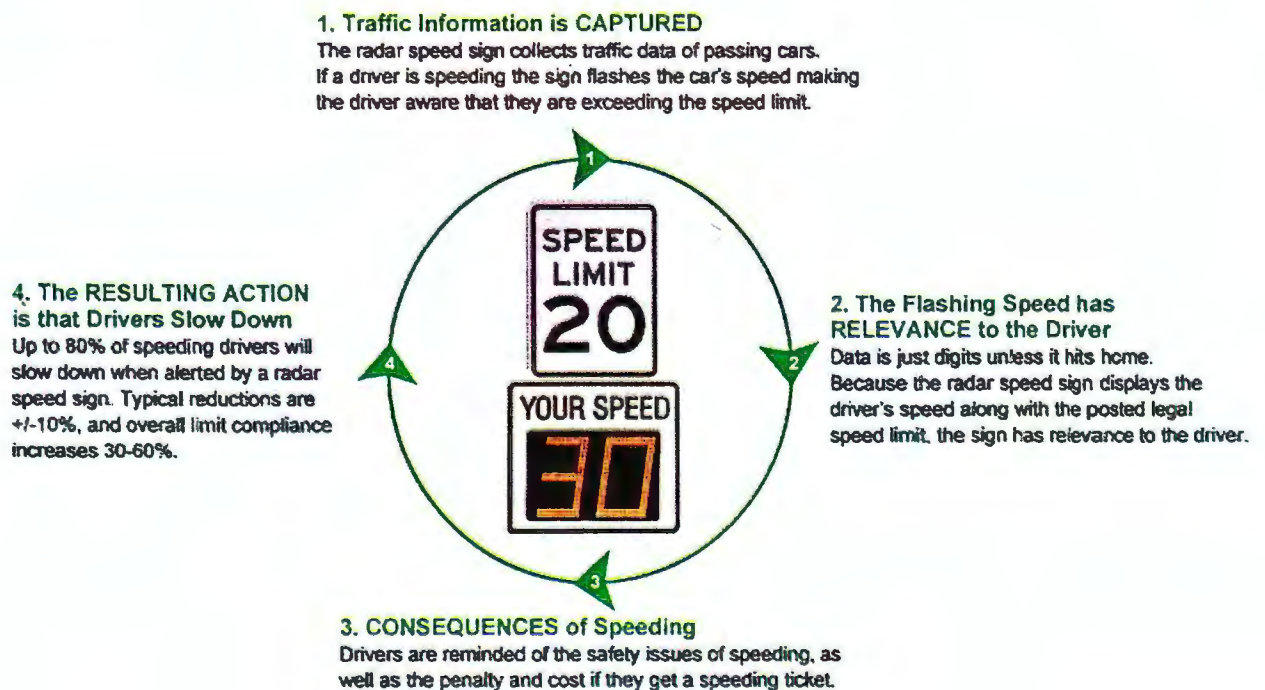 1. Traffic Information is CAPTURED
The radar speed sign collects traffic data of passing cars.
If a driver is speeding the sign flashes the car's speed making
the driver aware that they are exceeding the speed limit.
1
SPEED
LIMIT
20
YOUR SPEED
30
2
2. The Flashing Speed has
RELEVANCE to the Driver
Data is just digits unless it hits home.
Because the radar speed sign displays the
driver's speed along with the posted legal
speed limit, the sign has relevance to the driver.
3
3. CONSEQUENCES of Speeding
Drivers are reminded of the safety issues of speeding, as
well as the penalty and cost if they get a speeding ticket.
4
4. The RESULTING ACTION
is that Drivers Slow Down
Up to 80% of speeding drivers will
slow down when alerted by a radar
speed sign. Typical reductions are
+/-10%, and overall limit compliance
increases 30-60%.